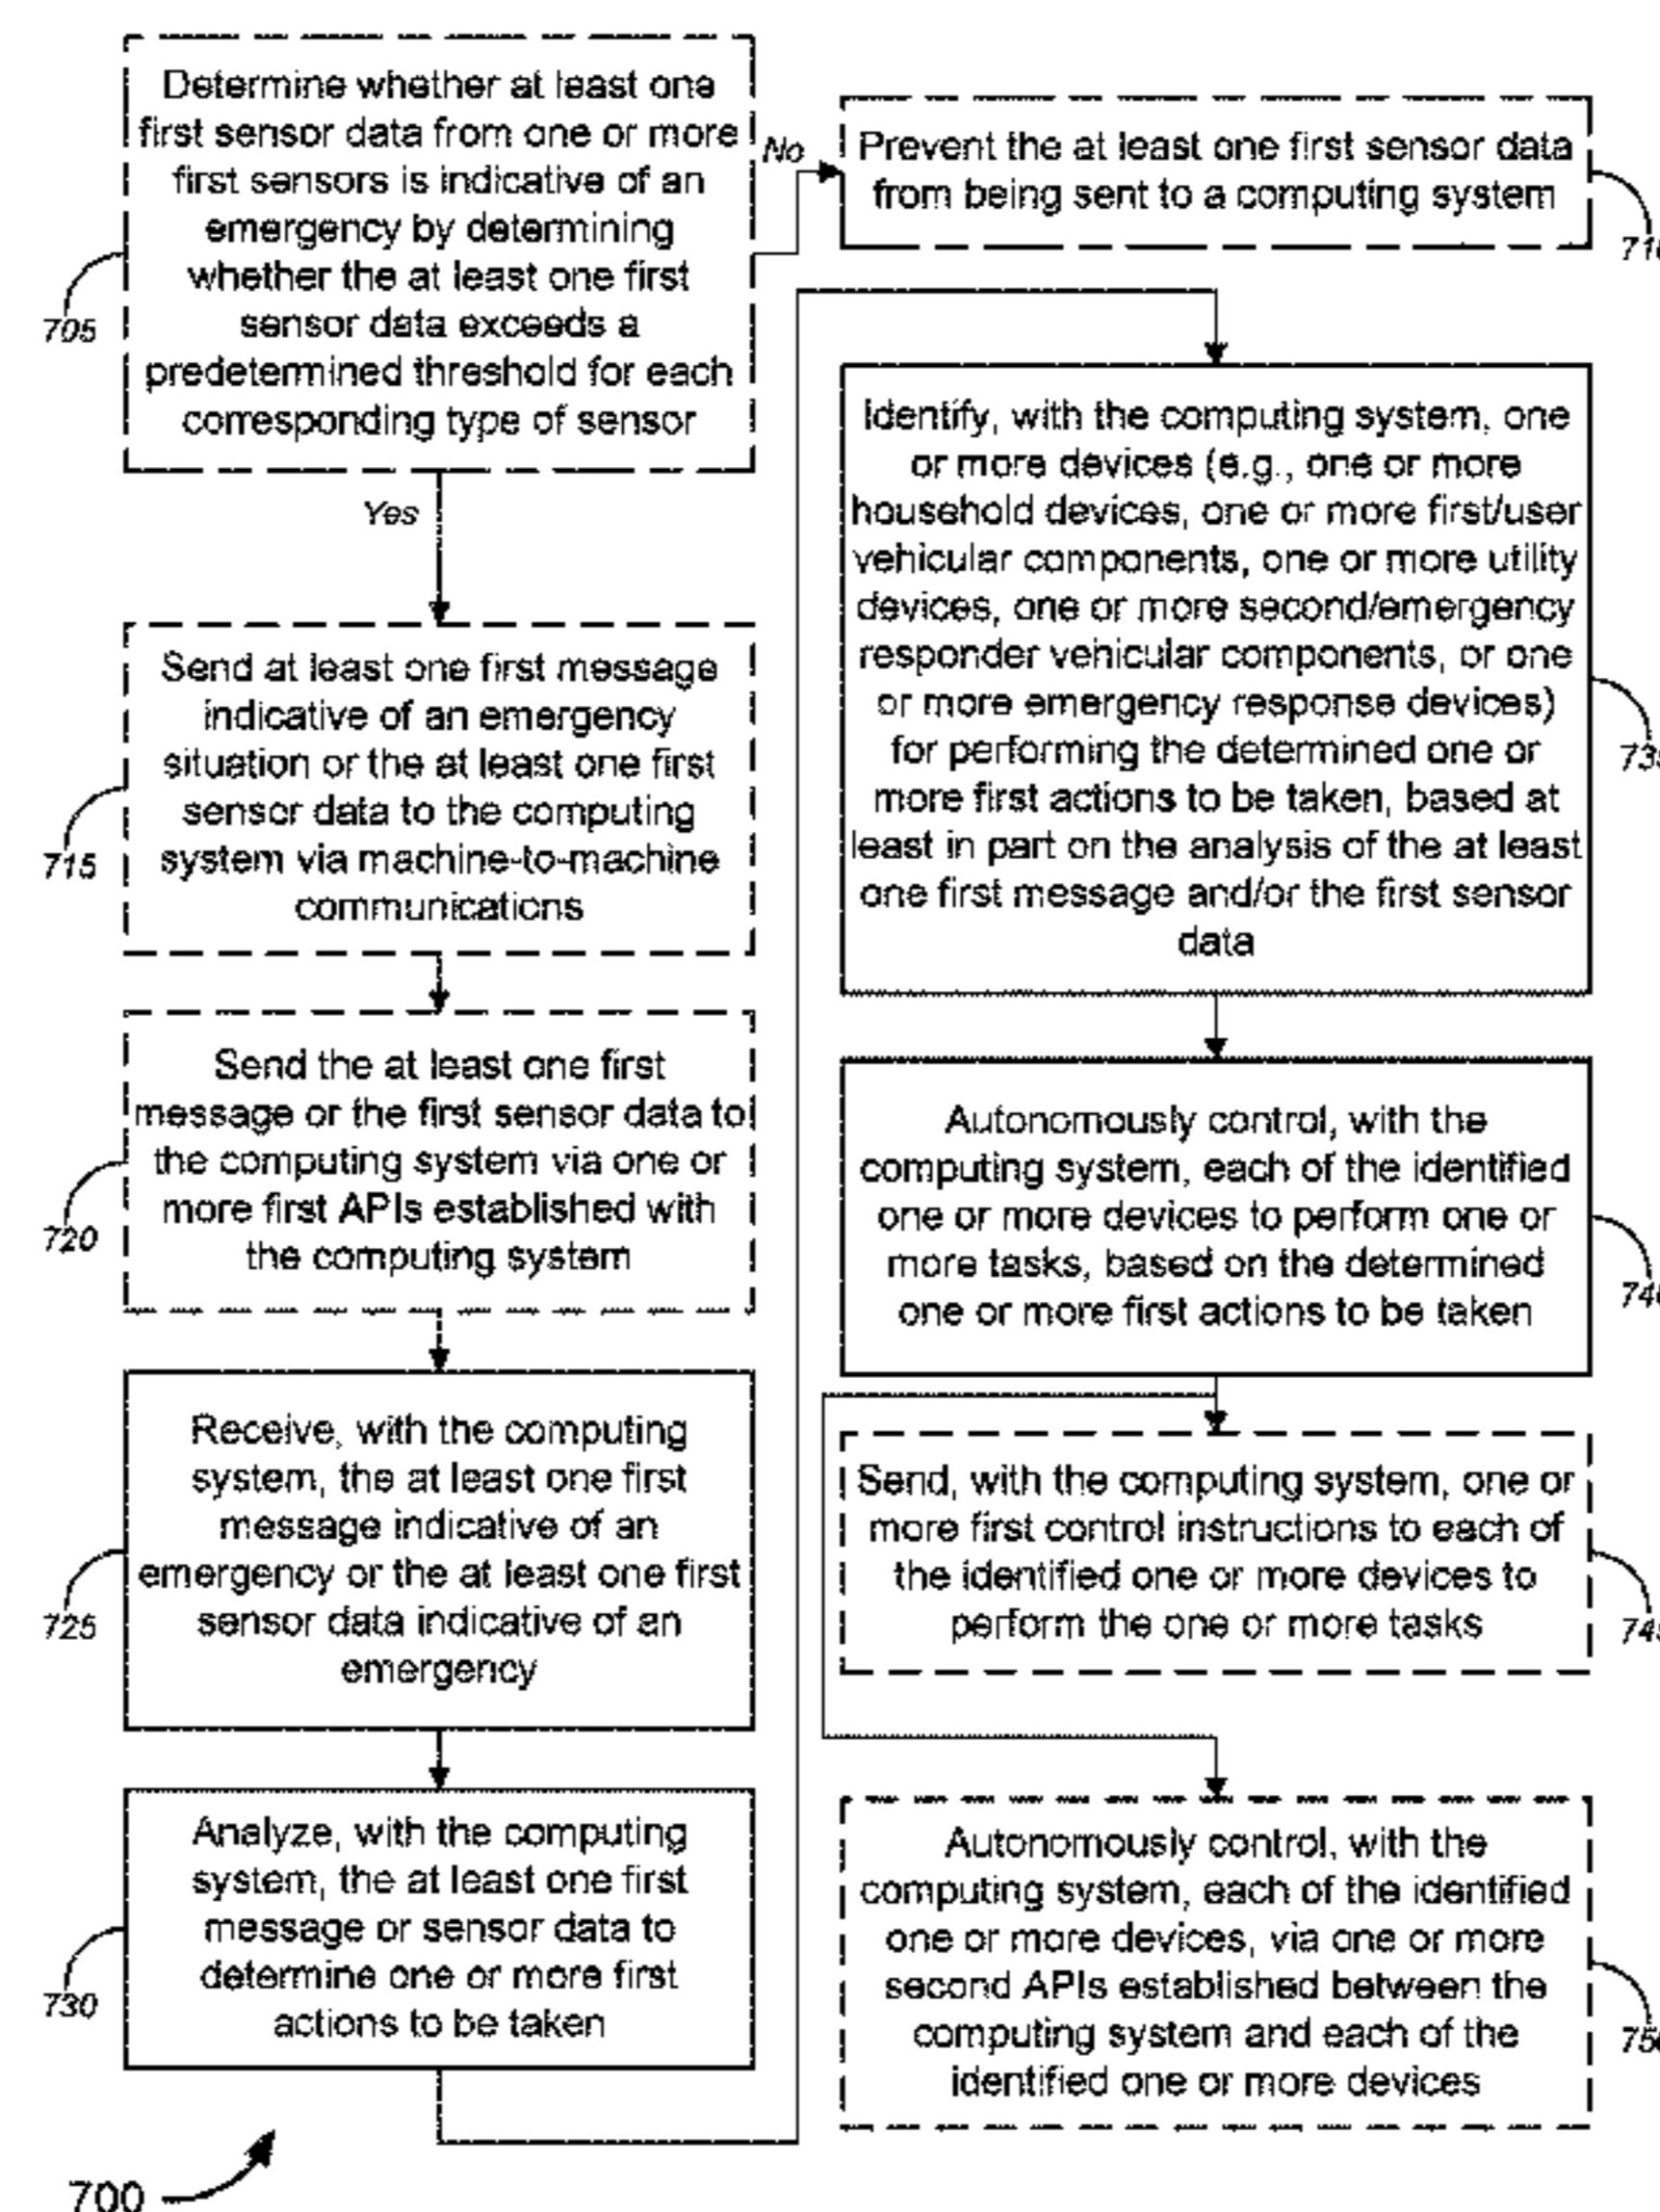 Determine whether at least one
first sensor data from one or more
first sensors is indicative of an
emergency by determining
whether the at least one first
sensor data exceeds a
predetermined threshold for each
corresponding type of sensor
705
No
Yes
Prevent the at least one first sensor data
from being sent to a computing system
Send at least one first message
indicative of an emergency
situation or the at least one first
sensor data to the computing
system via machine-to-machine
communications
715
Send the at least one first
message or the first sensor data to
the computing system via one or
more first APIs established with
the computing system
720
Receive, with the computing
system, the at least one first
message indicative of an
emergency or the at least one first
sensor data indicative of an
emergency
725
Analyze, with the computing
system, the at least one first
message or sensor data to
determine one or more first
actions to be taken
730
Identify, with the computing system, one
or more devices (e.g., one or more
household devices, one or more first/user
vehicular components, one or more utility
devices, one or more second/emergency
responder vehicular components, or one
or more emergency response devices)
for performing the determined one or
more first actions to be taken, based at
least in part on the analysis of the at least
one first message and/or the first sensor
data
Autonomously control, with the
computing system, each of the identified
one or more devices to perform one or
more tasks, based on the determined
one or more first actions to be taken
Send, with the computing system, one or
more first control instructions to each of
the identified one or more devices to
perform the one or more tasks
Autonomously control, with the
computing system, each of the identified
one or more devices, via one or more
second APIs established between the
computing system and each of the
identified one or more devices
700